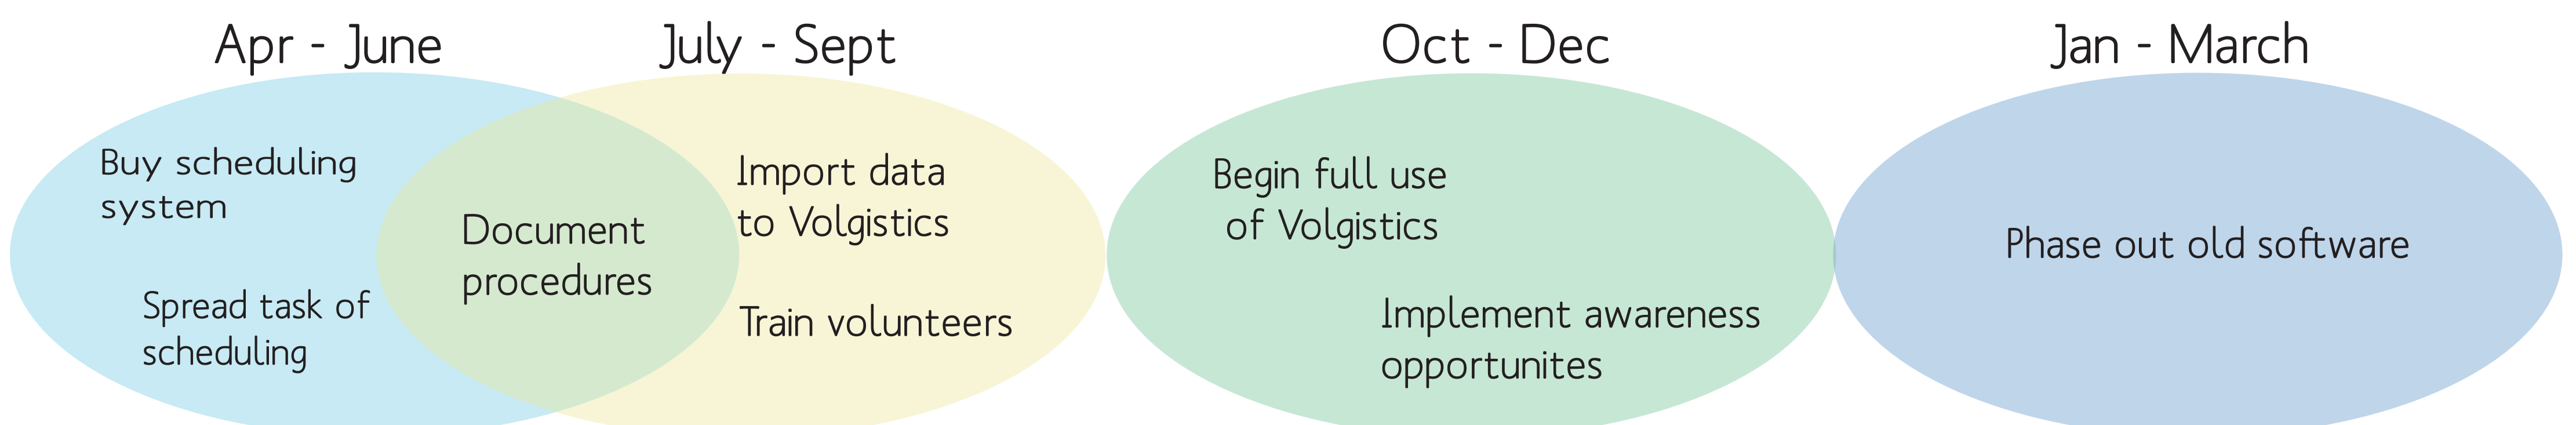 Apr - June
July - Sept
Oct - Dec
Jan - March
Buy scheduling
system
Spread task of
scheduling
Document
procedures
Import data
to Volgistics
Train volunteers
Begin full use
of Volgistics
Implement awareness
opportunites
Phase out old software